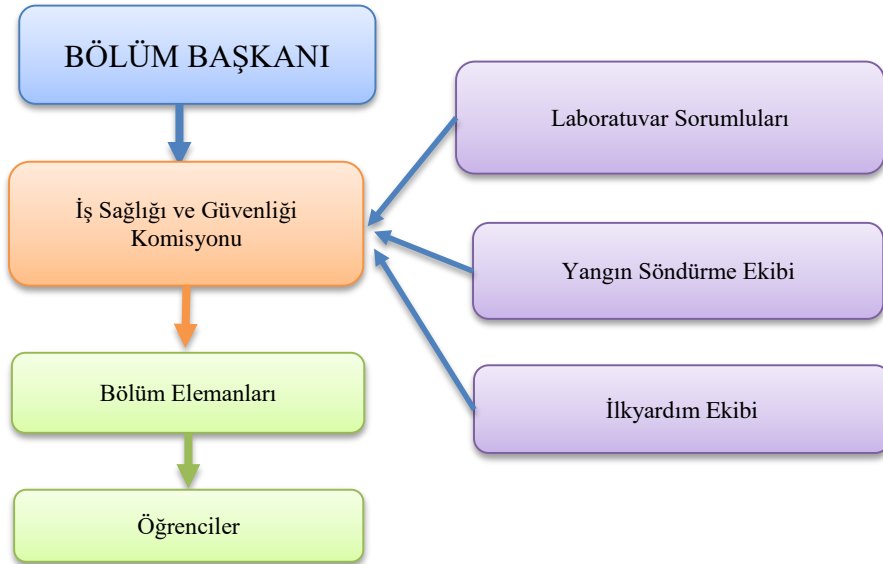 BÖLÜM BAŞKANI
İş Sağlığı ve Güvenliği
Komisyonu
Bölüm Elemanları
Öğrenciler
Laboratuvar Sorumluları
Yangın Söndürme Ekibi
İlkyardım Ekibi